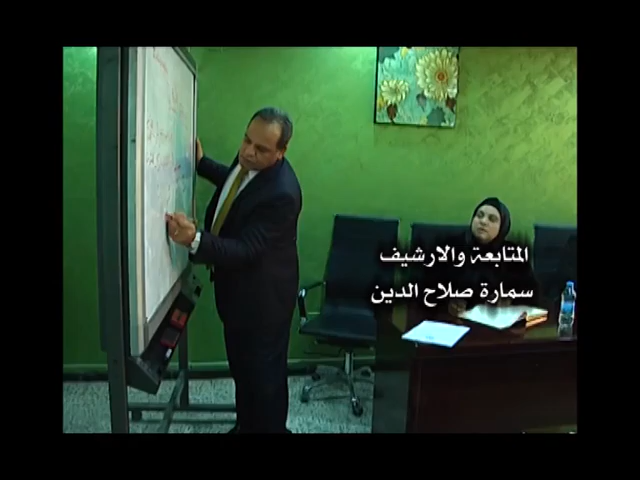 المتابعة والارشيف
سمارة صلاح الدين